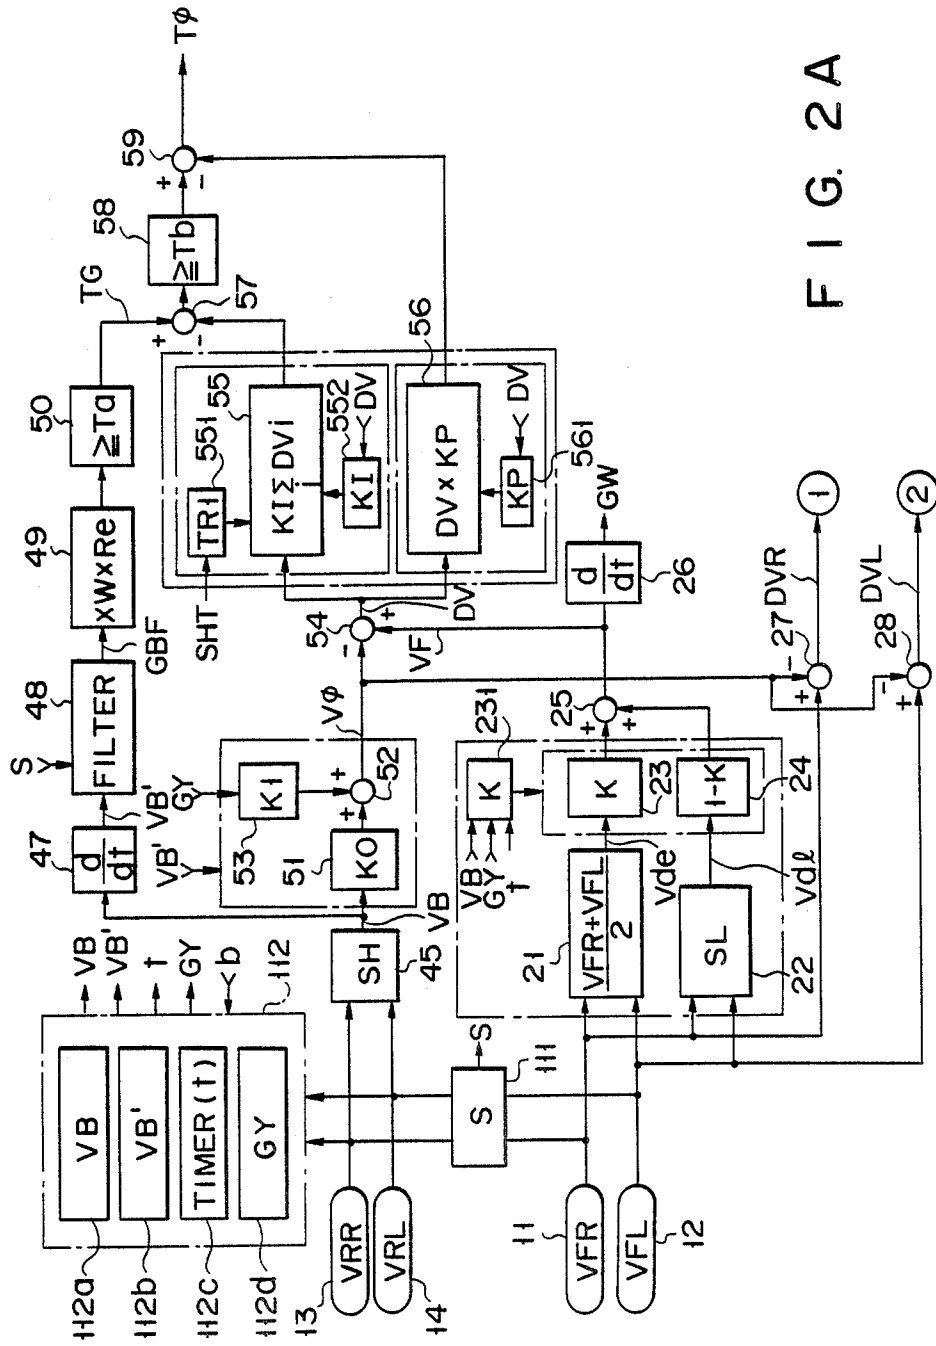 FIG. 2A
112a
VB
112b
VB'
112c
TIMER(t)
112d
GY
VB
VB'
t
GY
b
112
13
VRR
VRL
14
SH
45
VB
47
d
dt
VB'
S
FILTER
48
GBF
49
×W×Re
50
≧Ta
TG
+
-
57
58
≧Tb
+
-
59
Tφ
VB'
GY
53
K1
51
KO
+
+
52
Vφ
-
54
+
DV
VF
SHT
TRI
551
55
KIΣDVi
i
552
KI
DV
56
DV×KP
KP
561
DV
11
VFR
VFL
12
S
111
S
21
VFR+VFL
2
SL
22
Vde
Vdl
VB
GY
t
K
231
K
23
1-K
24
25
+
+
d
dt
26
GW
+
-
27
DVR
1
+
-
28
DVL
2